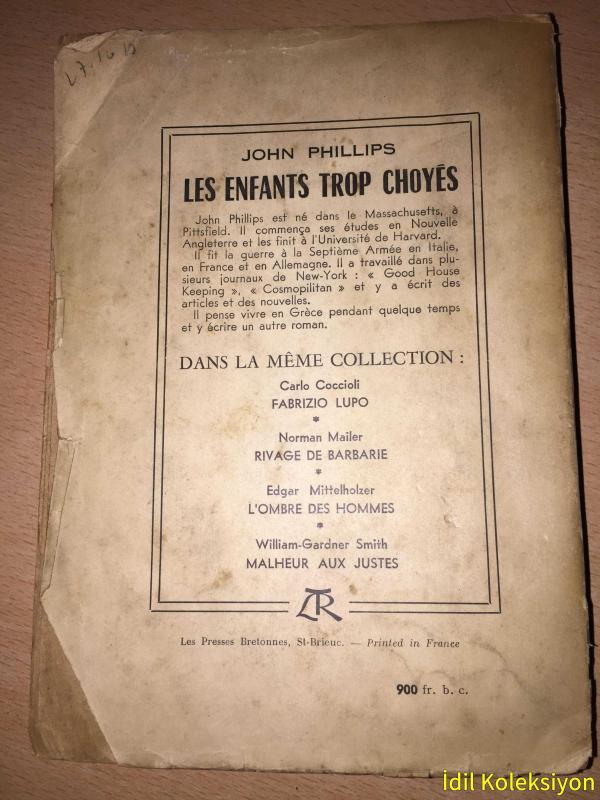 JOHN PHILLIPS
LES ENFANTS TROP CHOYÉS
John Phillips est né dans le Massachusetts, à
Pittsfield. Il commença ses études en Nouvelle
Angleterre et les finit à l'Université de Harvard.
Il fit la guerre à la Septième Armée en Italie,
en France et en Allemagne. Il a travaillé dans plu-
sieurs journaux de New-York : « Good House
Keeping », « Cosmopilitan » et y a écrit des
articles et des nouvelles.
Il pense vivre en Grèce pendant quelque temps
et y écrire un autre roman.
DANS LA MÊME COLLECTION :
Carlo Coccioli
FABRIZIO LUPO
*
Norman Mailer
RIVAGE DE BARBARIE
*
Edgar Mittelholzer
L'OMBRE DES HOMMES
*
William-Gardner Smith
MALHEUR AUX JUSTES
LTR
Les Presses Bretonnes, St-Brieuc. — Printed in France
900 fr. b. c.
İdil Koleksiyon